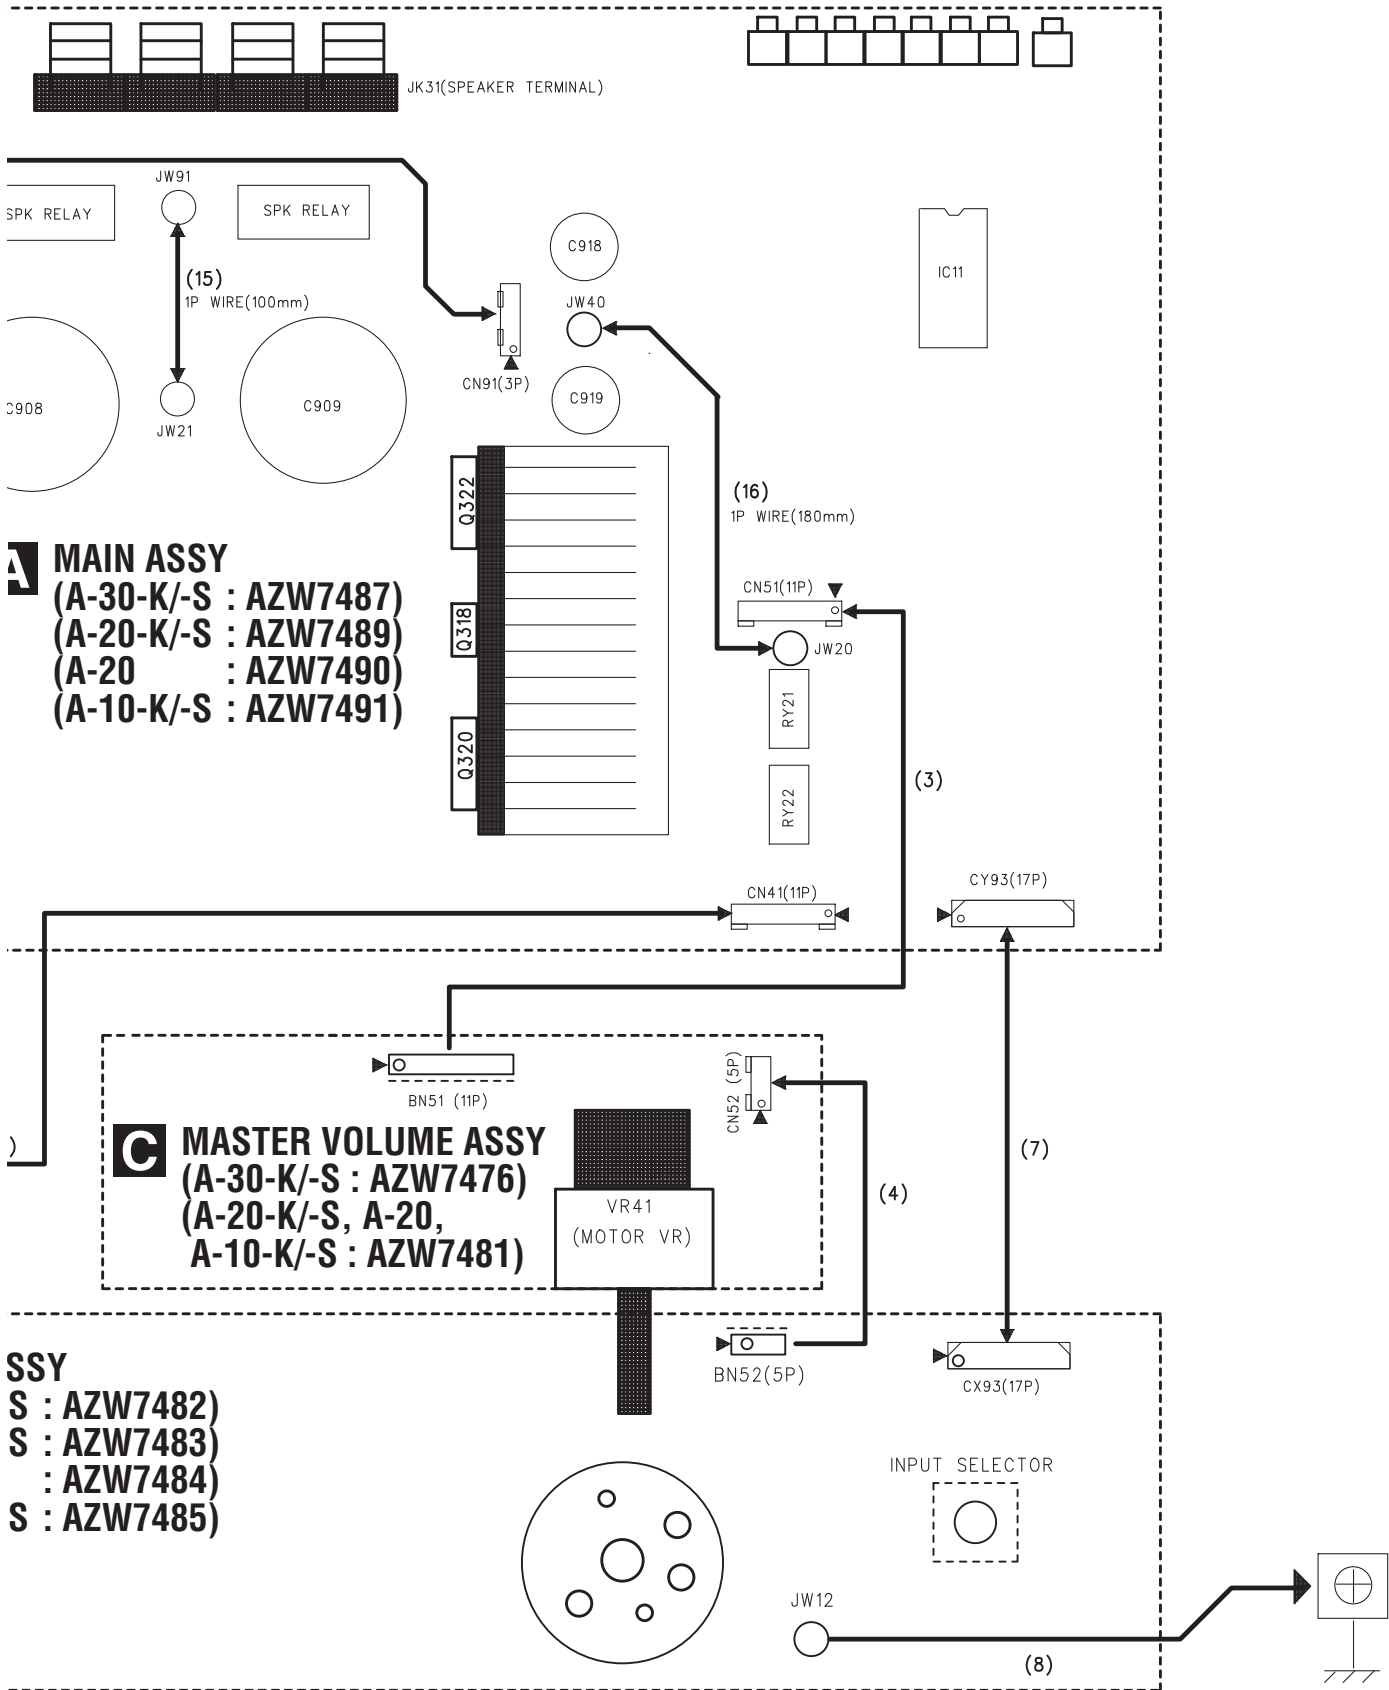 JK31(SPEAKER TERMINAL)
JW91
SPK RELAY
SPK RELAY
C918
IC11
(15)
1P WIRE(100mm)
JW40
CN91(3P)
C908
C909
C919
JW21
Q322
(16)
1P WIRE(180mm)
A MAIN ASSY
(A-30-K/-S : AZW7487)
(A-20-K/-S : AZW7489)
(A-20 : AZW7490)
(A-10-K/-S : AZW7491)
CN51(11P)
Q318
JW20
RY21
Q320
(3)
RY22
CN41(11P)
CY93(17P)
BN51 (11P)
CN52 (5P)
)
C MASTER VOLUME ASSY
(A-30-K/-S : AZW7476)
(A-20-K/-S, A-20,
A-10-K/-S : AZW7481)
VR41
(MOTOR VR)
(4)
(7)
BN52(5P)
CX93(17P)
SSY
S : AZW7482)
S : AZW7483)
: AZW7484)
S : AZW7485)
INPUT SELECTOR
JW12
(8)